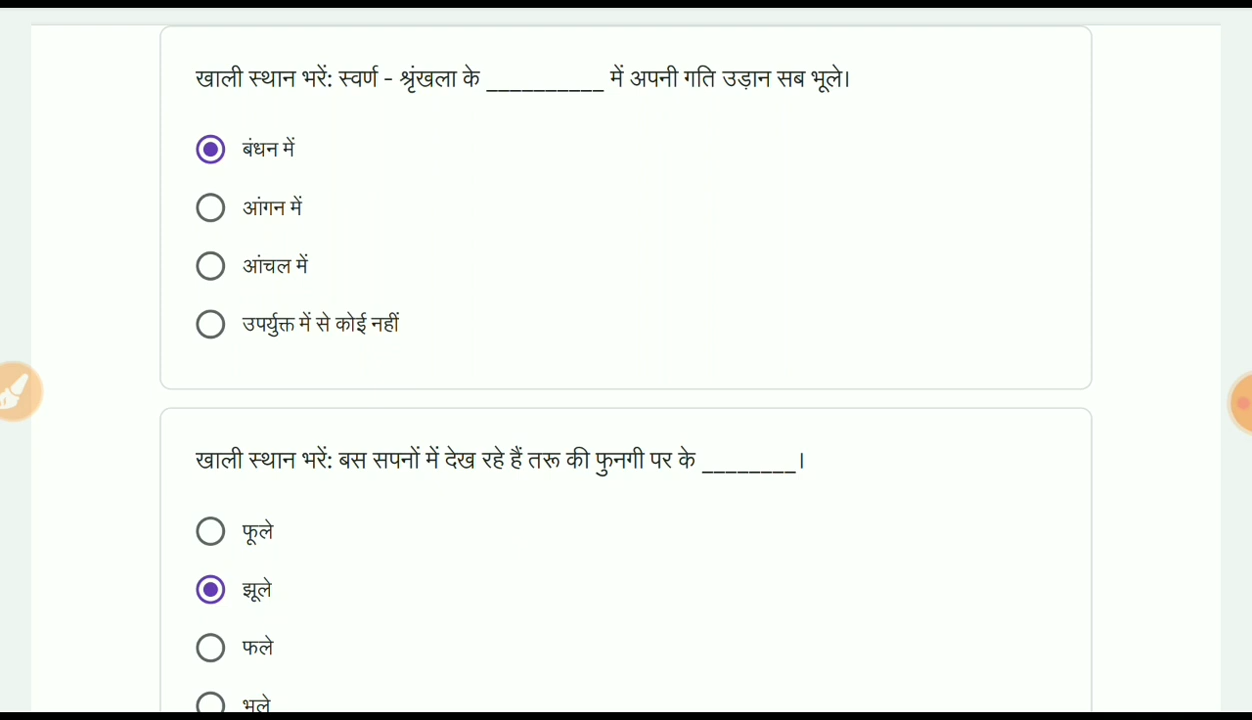 खाली स्थान भरें: स्वर्ण - श्रृंखला के __________ में अपनी गति उड़ान सब भूले।
बंधन में
आंगन में
आंचल में
उपर्युक्त में से कोई नहीं
खाली स्थान भरें: बस सपनों में देख रहे हैं तरू की फुनगी पर के ________।
फूले
झूले
फले
भले